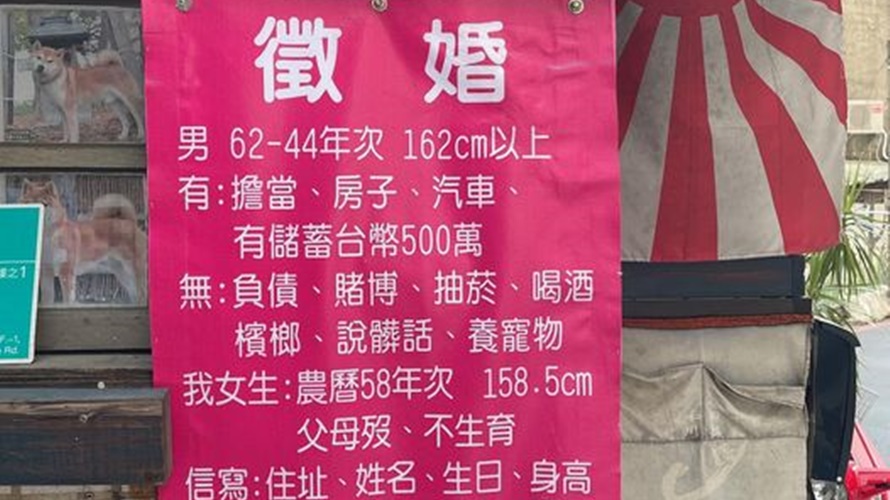 徵婚
男 62-44年次 162cm以上
有:擔當、房子、汽車、
有儲蓄台幣500萬
無:負債、賭博、抽菸、喝酒
檳榔、說髒話、養寵物
我女生:農曆58年次 158.5cm
父母歿、不生育
信寫:住址、姓名、生日、身高
之1
Rd.